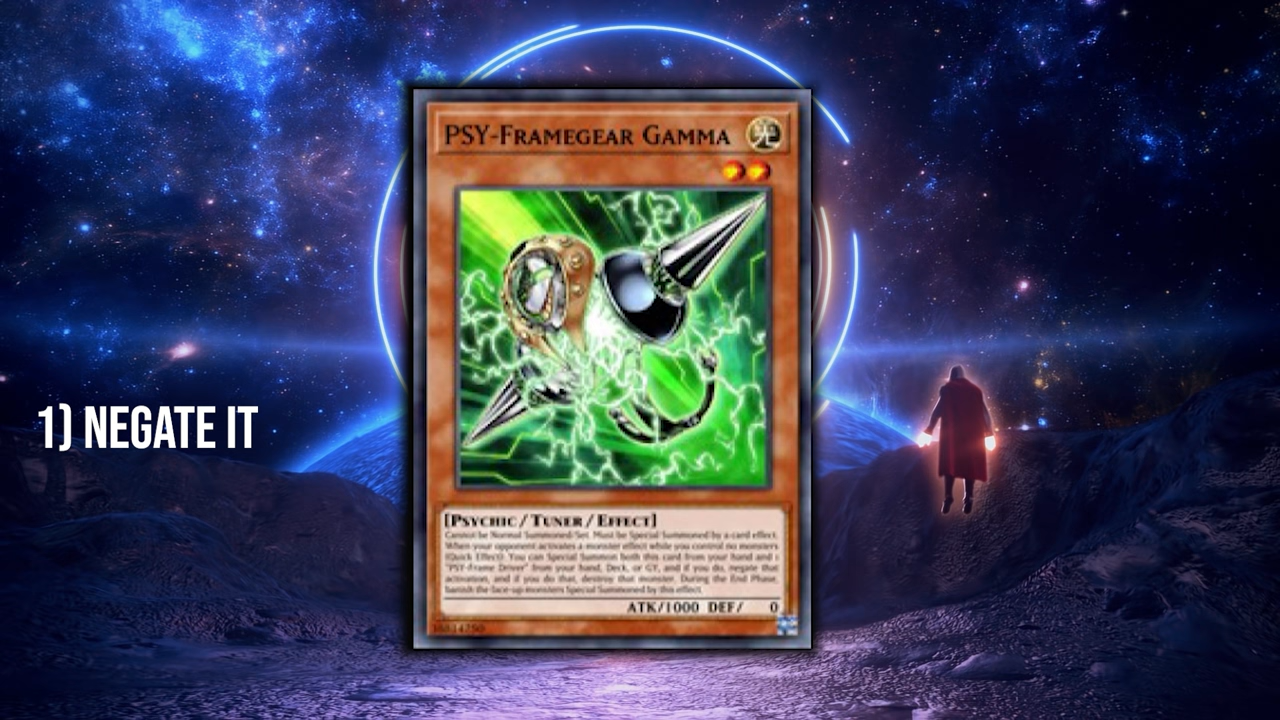 PSY-Framegear Gamma
1) NEGATE IT
[Psychic / Tuner / Effect]
Cannot be Normal Summoned/Set. Must be Special Summoned by a card effect.
When your opponent activates a monster effect while you control no monsters
(Quick Effect): You can Special Summon both this card from your hand and 1
"PSY-Frame Driver" from your hand, Deck, or GY, and if you do, negate that
activation, and if you do that, destroy that monster. During the End Phase,
banish the face-up monsters Special Summoned by this effect.
ATK/1000 DEF/ 0